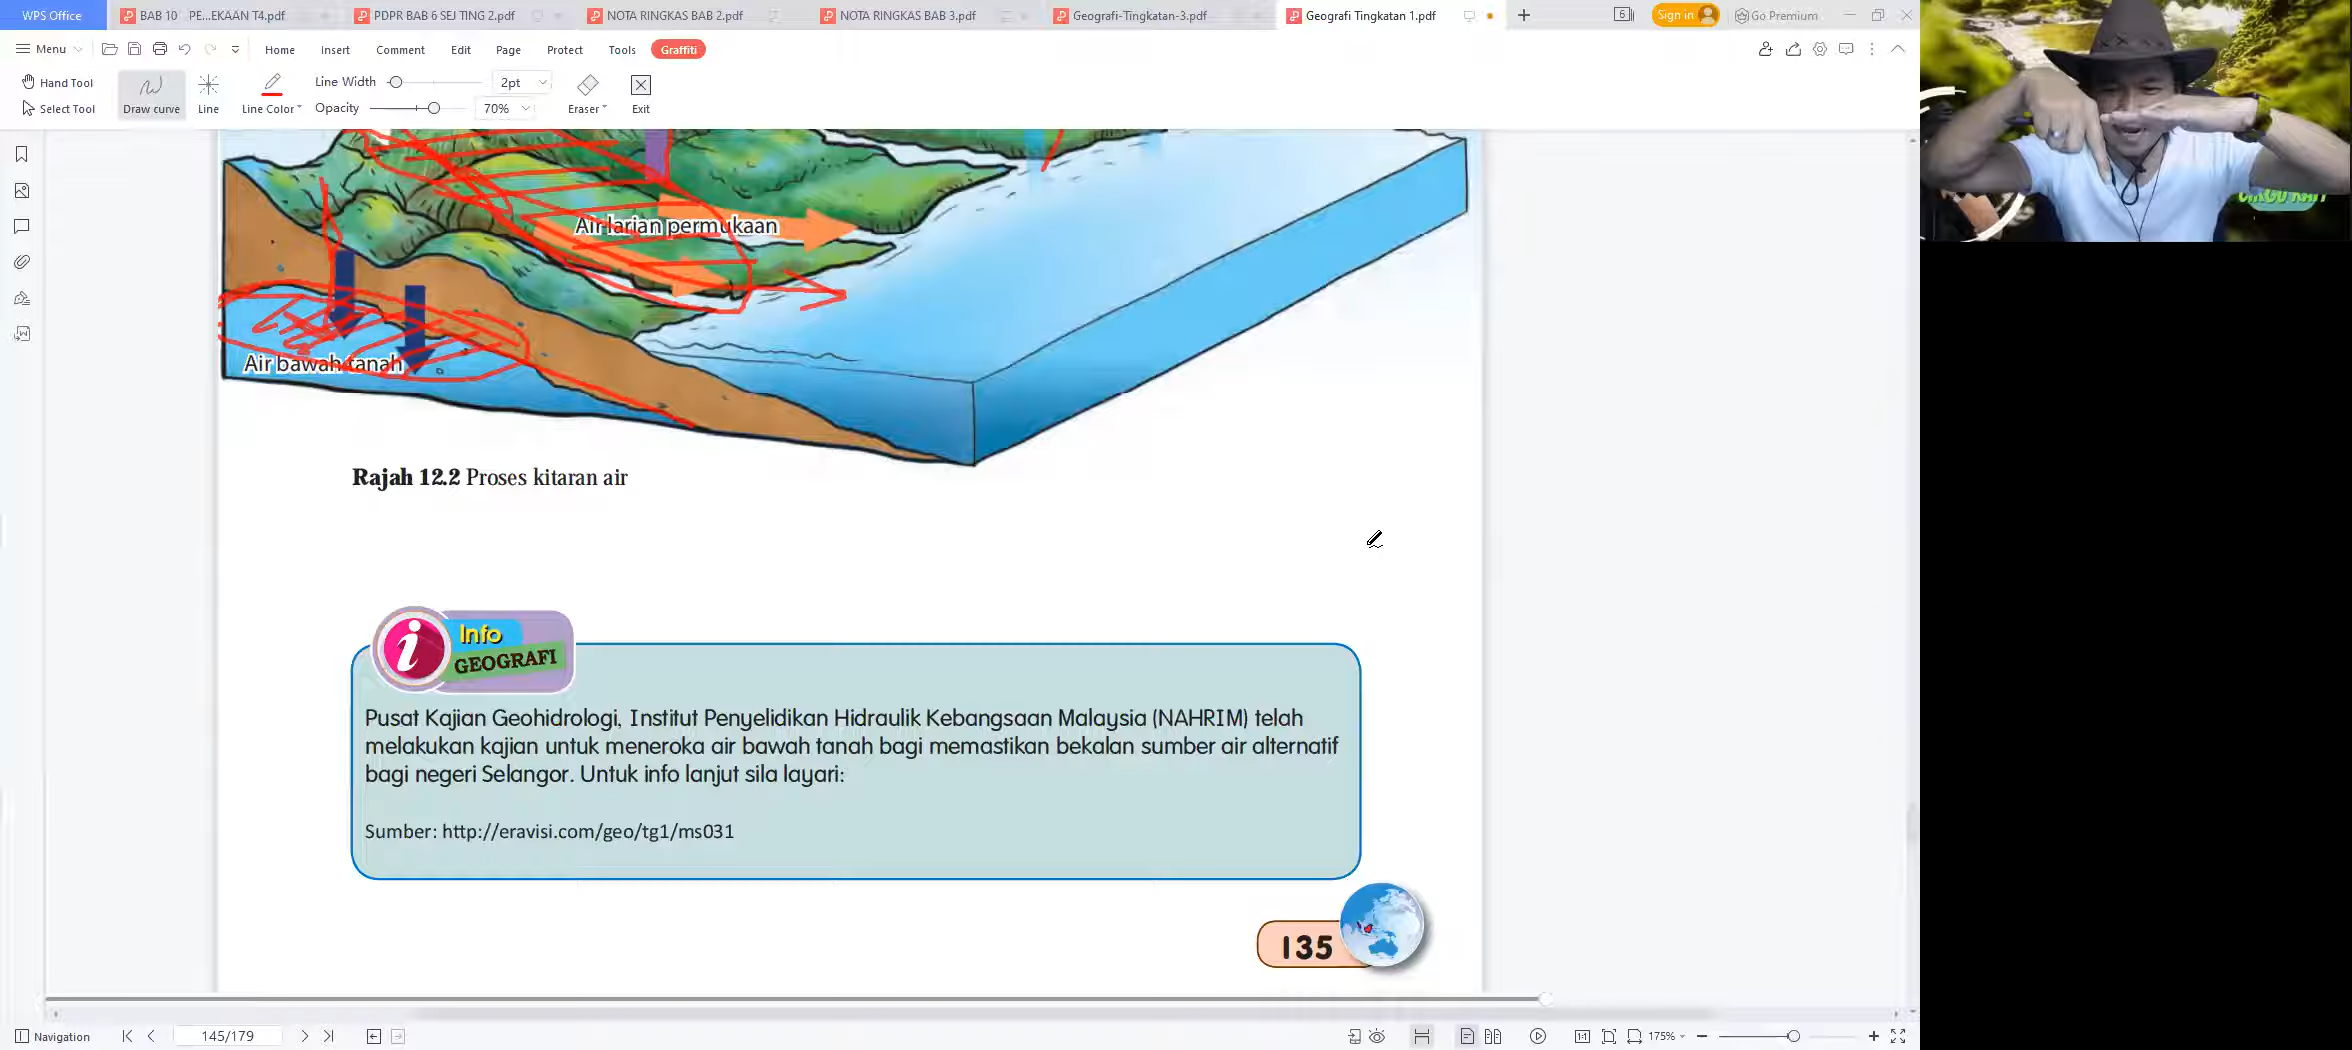 WPS Office
BAB 10 PE...EKAAN T4.pdf
PDPR BAB 6 SEJ TING 2.pdf
NOTA RINGKAS BAB 2.pdf
NOTA RINGKAS BAB 3.pdf
Geografi-Tingkatan-3.pdf
Geografi Tingkatan 1.pdf
6
Sign in
Go Premium
Menu
Home
Insert
Comment
Edit
Page
Protect
Tools
Graffiti
Hand Tool
Select Tool
Draw curve
Line
Line Color
Line Width
2pt
Opacity
70%
Eraser
Exit
Air larian permukaan
Air bawah tanah
Rajah 12.2 Proses kitaran air
Info
GEOGRAFI
Pusat Kajian Geohidrologi, Institut Penyelidikan Hidraulik Kebangsaan Malaysia (NAHRIM) telah
melakukan kajian untuk meneroka air bawah tanah bagi memastikan bekalan sumber air alternatif
bagi negeri Selangor. Untuk info lanjut sila layari:
Sumber: http://eravisi.com/geo/tg1/ms031
135
Navigation
145/179
1:1
175%